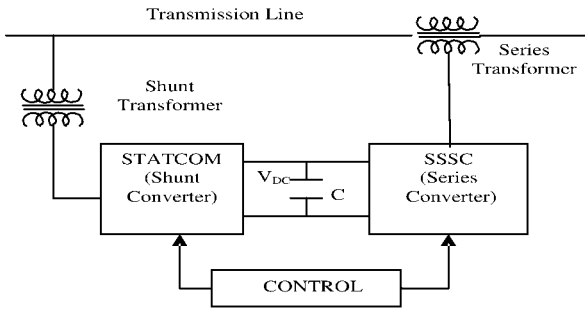 Transmission Line
Series
Transformer
Shunt
Transformer
STATCOM
(Shunt
Converter)
V_DC
C
SSSC
(Series
Converter)
CONTROL